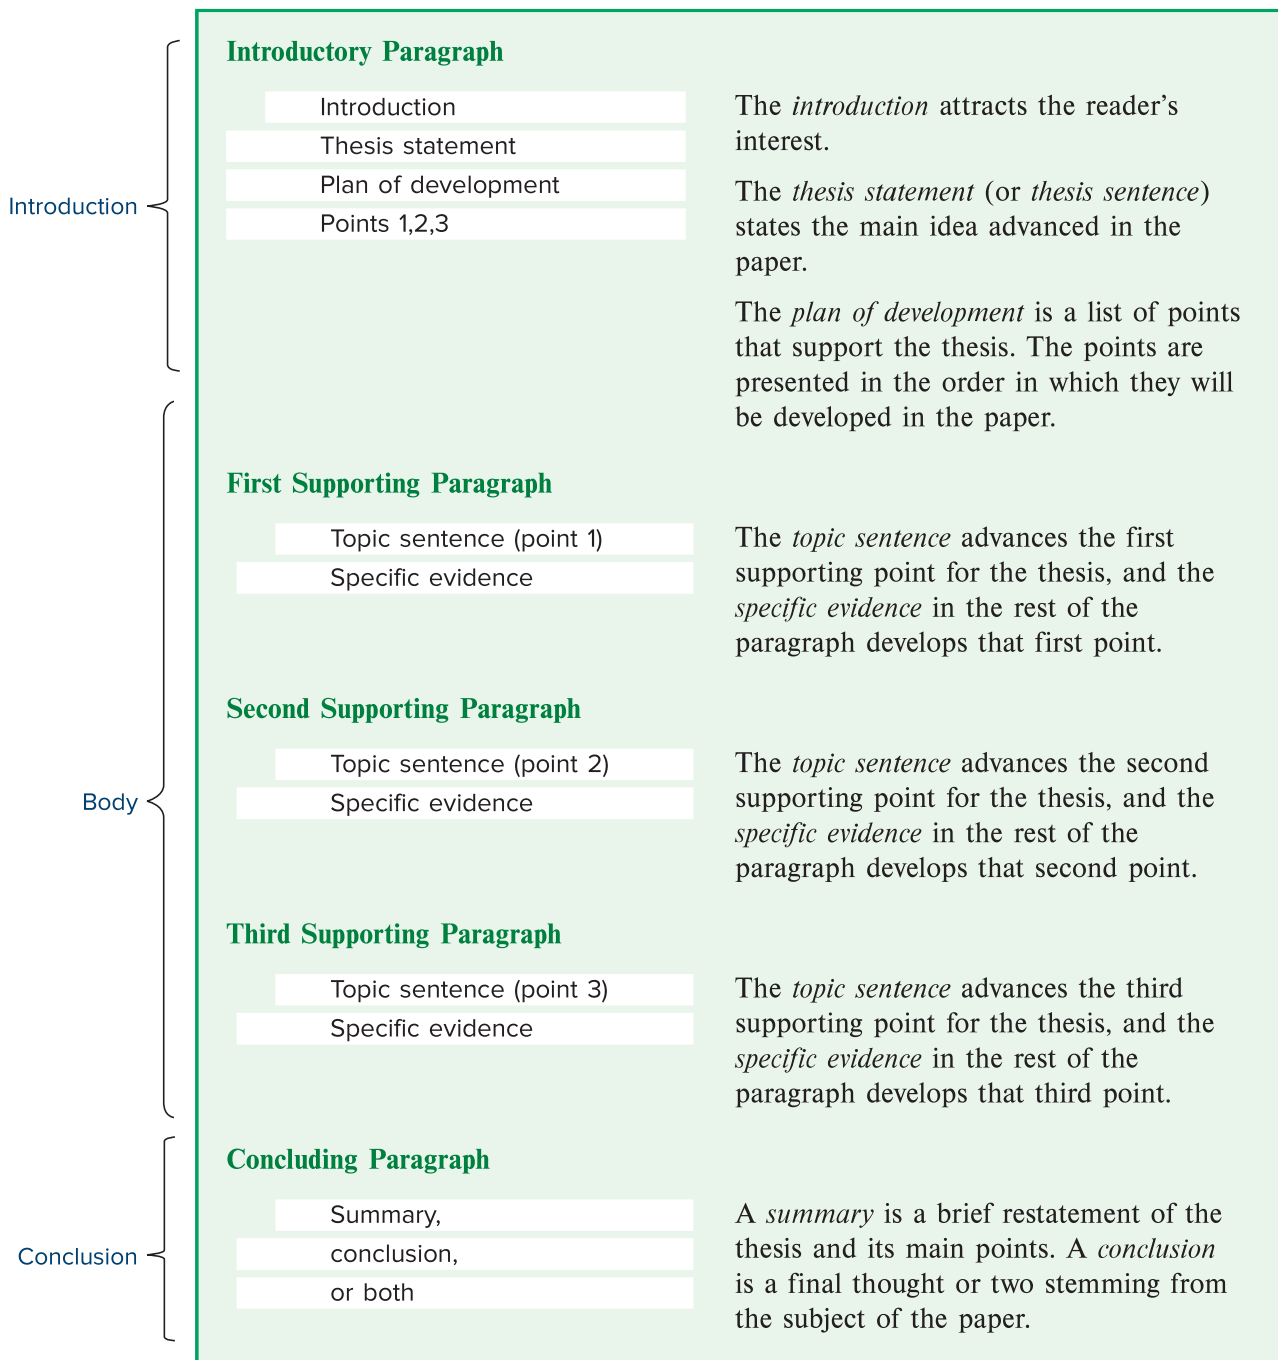 Introductory Paragraph
Introduction
Thesis statement
Plan of development
Points 1,2,3
The introduction attracts the reader’s
interest.
The thesis statement (or thesis sentence)
states the main idea advanced in the
paper.
The plan of development is a list of points
that support the thesis. The points are
presented in the order in which they will
be developed in the paper.
Introduction
First Supporting Paragraph
Topic sentence (point 1)
Specific evidence
The topic sentence advances the first
supporting point for the thesis, and the
specific evidence in the rest of the
paragraph develops that first point.
Second Supporting Paragraph
Topic sentence (point 2)
Specific evidence
The topic sentence advances the second
supporting point for the thesis, and the
specific evidence in the rest of the
paragraph develops that second point.
Body
Third Supporting Paragraph
Topic sentence (point 3)
Specific evidence
The topic sentence advances the third
supporting point for the thesis, and the
specific evidence in the rest of the
paragraph develops that third point.
Concluding Paragraph
Summary,
conclusion,
or both
A summary is a brief restatement of the
thesis and its main points. A conclusion
is a final thought or two stemming from
the subject of the paper.
Conclusion